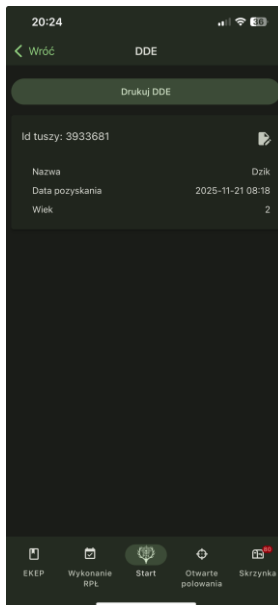 20:24
36
Wróć
DDE
Drukuj DDE
Id tuszy: 3933681
Nazwa Dzik
Data pozyskania 2025-11-21 08:18
Wiek 2
EKEP
Wykonanie RPŁ
Start
Otwarte polowania
Skrzynka